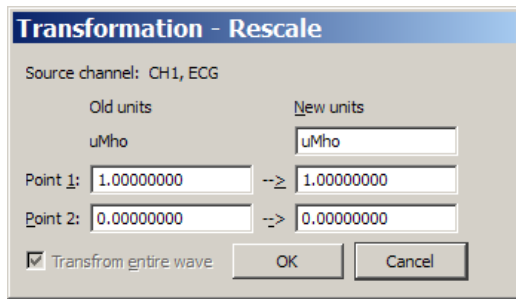 Transformation - Rescale
Source channel: CH1, ECG
Old units New units
uMho uMho
Point 1: 1.00000000 --> 1.00000000
Point 2: 0.00000000 --> 0.00000000
Transfrom entire wave OK Cancel